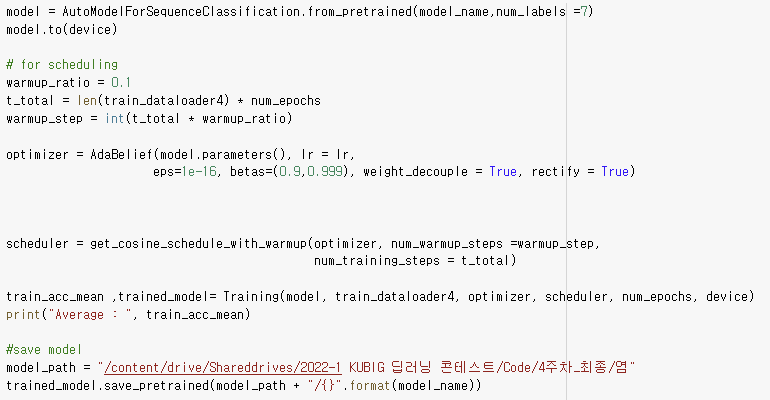 model = AutoModelForSequenceClassification.from_pretrained(model_name,num_labels =7)
model.to(device)
# for scheduling
warmup_ratio = 0.1
t_total = len(train_dataloader4) * num_epochs
warmup_step = int(t_total * warmup_ratio)
optimizer = AdaBelief(model.parameters(), lr = lr,
eps=1e-16, betas=(0.9,0.999), weight_decouple = True, rectify = True)
scheduler = get_cosine_schedule_with_warmup(optimizer, num_warmup_steps =warmup_step,
num_training_steps = t_total)
train_acc_mean ,trained_model= Training(model, train_dataloader4, optimizer, scheduler, num_epochs, device)
print("Average : ", train_acc_mean)
#save model
model_path = "/content/drive/Shareddrives/2022-1 KUBIG 딥러닝 콘테스트/Code/4주차_최종/염"
trained_model.save_pretrained(model_path + "/{}".format(model_name))